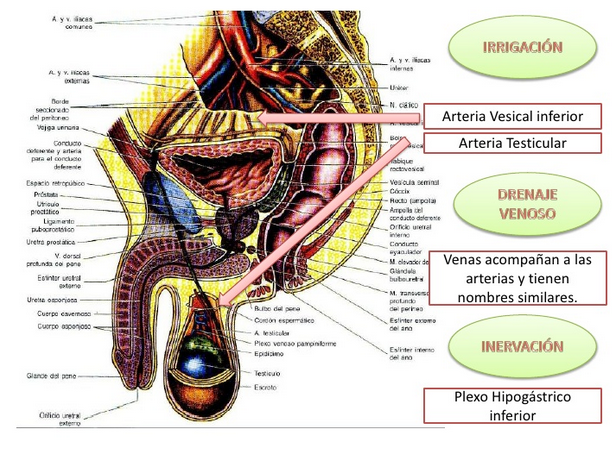 A. y v. ilíacas
comunes
A. y v. ilíacas
externas
Borde
seccionado
del peritoneo
Vejiga urinaria
Conducto
deferente y arteria
para el conducto
deferente
Espacio retropúbico
Próstata
Utrículo
prostático
Ligamento
puboprostático
Uretra prostática
V. dorsal
profunda del pene
Esfínter uretral
externo
Uretra esponjosa
Cuerpo cavernoso
Cuerpo esponjoso
Glande del pene
Orificio uretral
externo
A. y v. ilíacas
internas
Uréter
N. ciático
rectovesical
Vesícula seminal
Cóccix
Recto (ampolla)
Ampolla del
conducto deferente
Orificio uretral
interno
Conducto
eyaculador
M. elevador de
Glándula
bulbouretral
M. transverso
profundo
del perineo
Esfínter externo
del ano
Esfínter interno
del ano
Bulbo del pene
Cordón espermático
A. testicular
Plexo venoso pampiniforme
Epidídimo
Testículo
Escroto
IRRIGACIÓN
Arteria Vesical inferior
Arteria Testicular
DRENAJE
VENOSO
Venas acompañan a las
arterias y tienen
nombres similares.
INERVACIÓN
Plexo Hipogástrico
inferior